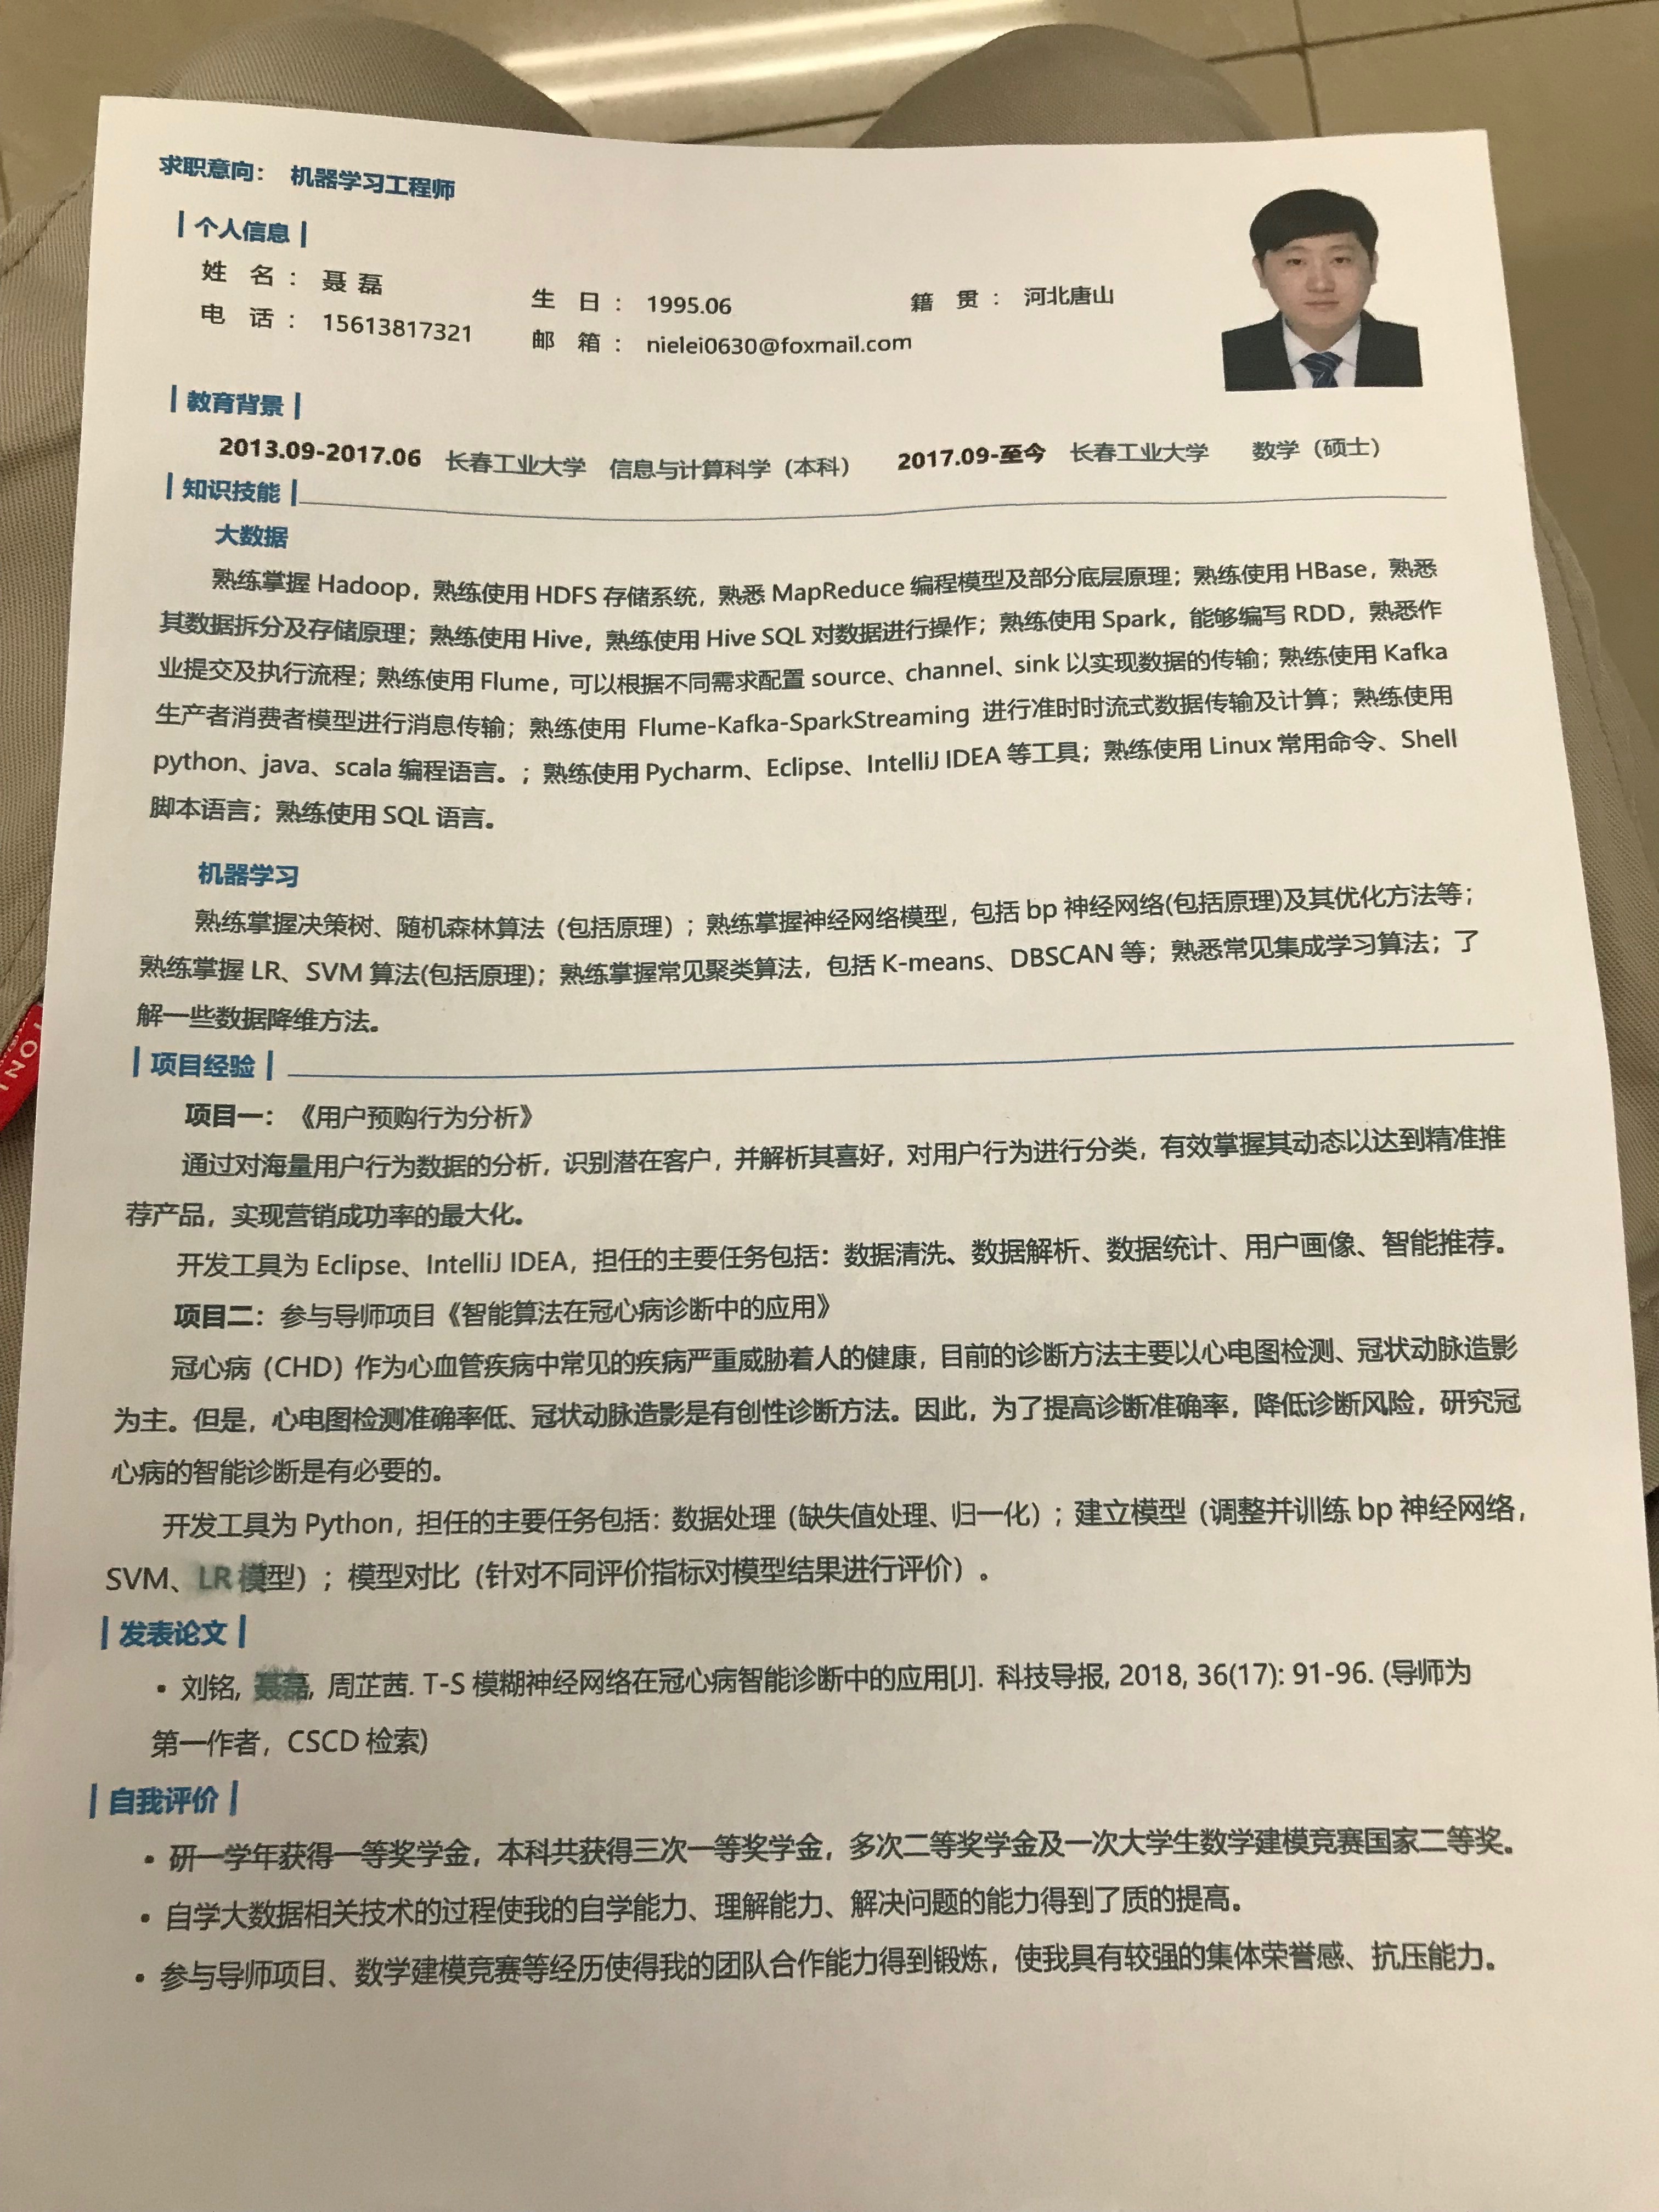 求职意向： 机器学习工程师
| 个人信息 |
姓 名： 聂磊 生 日： 1995.06 籍 贯： 河北唐山
电 话： 15613817321 邮 箱： nielei0630@foxmail.com
| 教育背景 |
2013.09-2017.06 长春工业大学 信息与计算科学（本科） 2017.09-至今 长春工业大学 数学（硕士）
| 知识技能 |
大数据
熟练掌握 Hadoop，熟练使用 HDFS 存储系统，熟悉 MapReduce 编程模型及部分底层原理；熟练使用 HBase，熟悉
其数据拆分及存储原理；熟练使用 Hive，熟练使用 Hive SQL 对数据进行操作；熟练使用 Spark，能够编写 RDD，熟悉作
业提交及执行流程；熟练使用 Flume，可以根据不同需求配置 source、channel、sink 以实现数据的传输；熟练使用 Kafka
生产者消费者模型进行消息传输；熟练使用 Flume-Kafka-SparkStreaming 进行准时时流式数据传输及计算；熟练使用
python、java、scala 编程语言。；熟练使用 Pycharm、Eclipse、IntelliJ IDEA 等工具；熟练使用 Linux 常用命令、Shell
脚本语言；熟练使用 SQL 语言。
机器学习
熟练掌握决策树、随机森林算法（包括原理）；熟练掌握神经网络模型，包括 bp 神经网络(包括原理)及其优化方法等；
熟练掌握 LR、SVM 算法(包括原理)；熟练掌握常见聚类算法，包括 K-means、DBSCAN 等；熟悉常见集成学习算法；了
解一些数据降维方法。
| 项目经验 |
项目一：《用户预购行为分析》
通过对海量用户行为数据的分析，识别潜在客户，并解析其喜好，对用户行为进行分类，有效掌握其动态以达到精准推
荐产品，实现营销成功率的最大化。
开发工具为 Eclipse、IntelliJ IDEA，担任的主要任务包括：数据清洗、数据解析、数据统计、用户画像、智能推荐。
项目二：参与导师项目《智能算法在冠心病诊断中的应用》
冠心病（CHD）作为心血管疾病中常见的疾病严重威胁着人的健康，目前的诊断方法主要以心电图检测、冠状动脉造影
为主。但是，心电图检测准确率低、冠状动脉造影是有创性诊断方法。因此，为了提高诊断准确率，降低诊断风险，研究冠
心病的智能诊断是有必要的。
开发工具为 Python，担任的主要任务包括：数据处理（缺失值处理、归一化）；建立模型（调整并训练 bp 神经网络，
SVM、LR 模型）；模型对比（针对不同评价指标对模型结果进行评价）。
| 发表论文 |
• 刘铭, 聂磊, 周芷茜. T-S 模糊神经网络在冠心病智能诊断中的应用[J]. 科技导报, 2018, 36(17): 91-96. (导师为
第一作者，CSCD 检索)
| 自我评价 |
• 研一学年获得一等奖学金，本科共获得三次一等奖学金，多次二等奖学金及一次大学生数学建模竞赛国家二等奖。
• 自学大数据相关技术的过程使我的自学能力、理解能力、解决问题的能力得到了质的提高。
• 参与导师项目、数学建模竞赛等经历使得我的团队合作能力得到锻炼，使我具有较强的集体荣誉感、抗压能力。